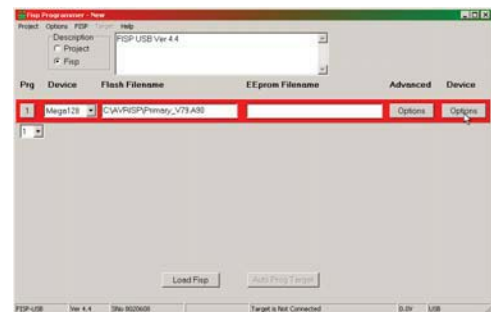 Fisp Programmer - New
Project Options FISP Target Help
Description
Project
Fisp
FISP USB Ver 4.4
Prg Device Flash Filename EEprom Filename Advanced Device
1 Mega128 C:\AVRISP\Primary_V79.A90 Options Options
1
Load Fisp Auto Prog Target
FISP-USB Ver 4.4 SNo 0020608 Target is Not Connected 0.0V USB